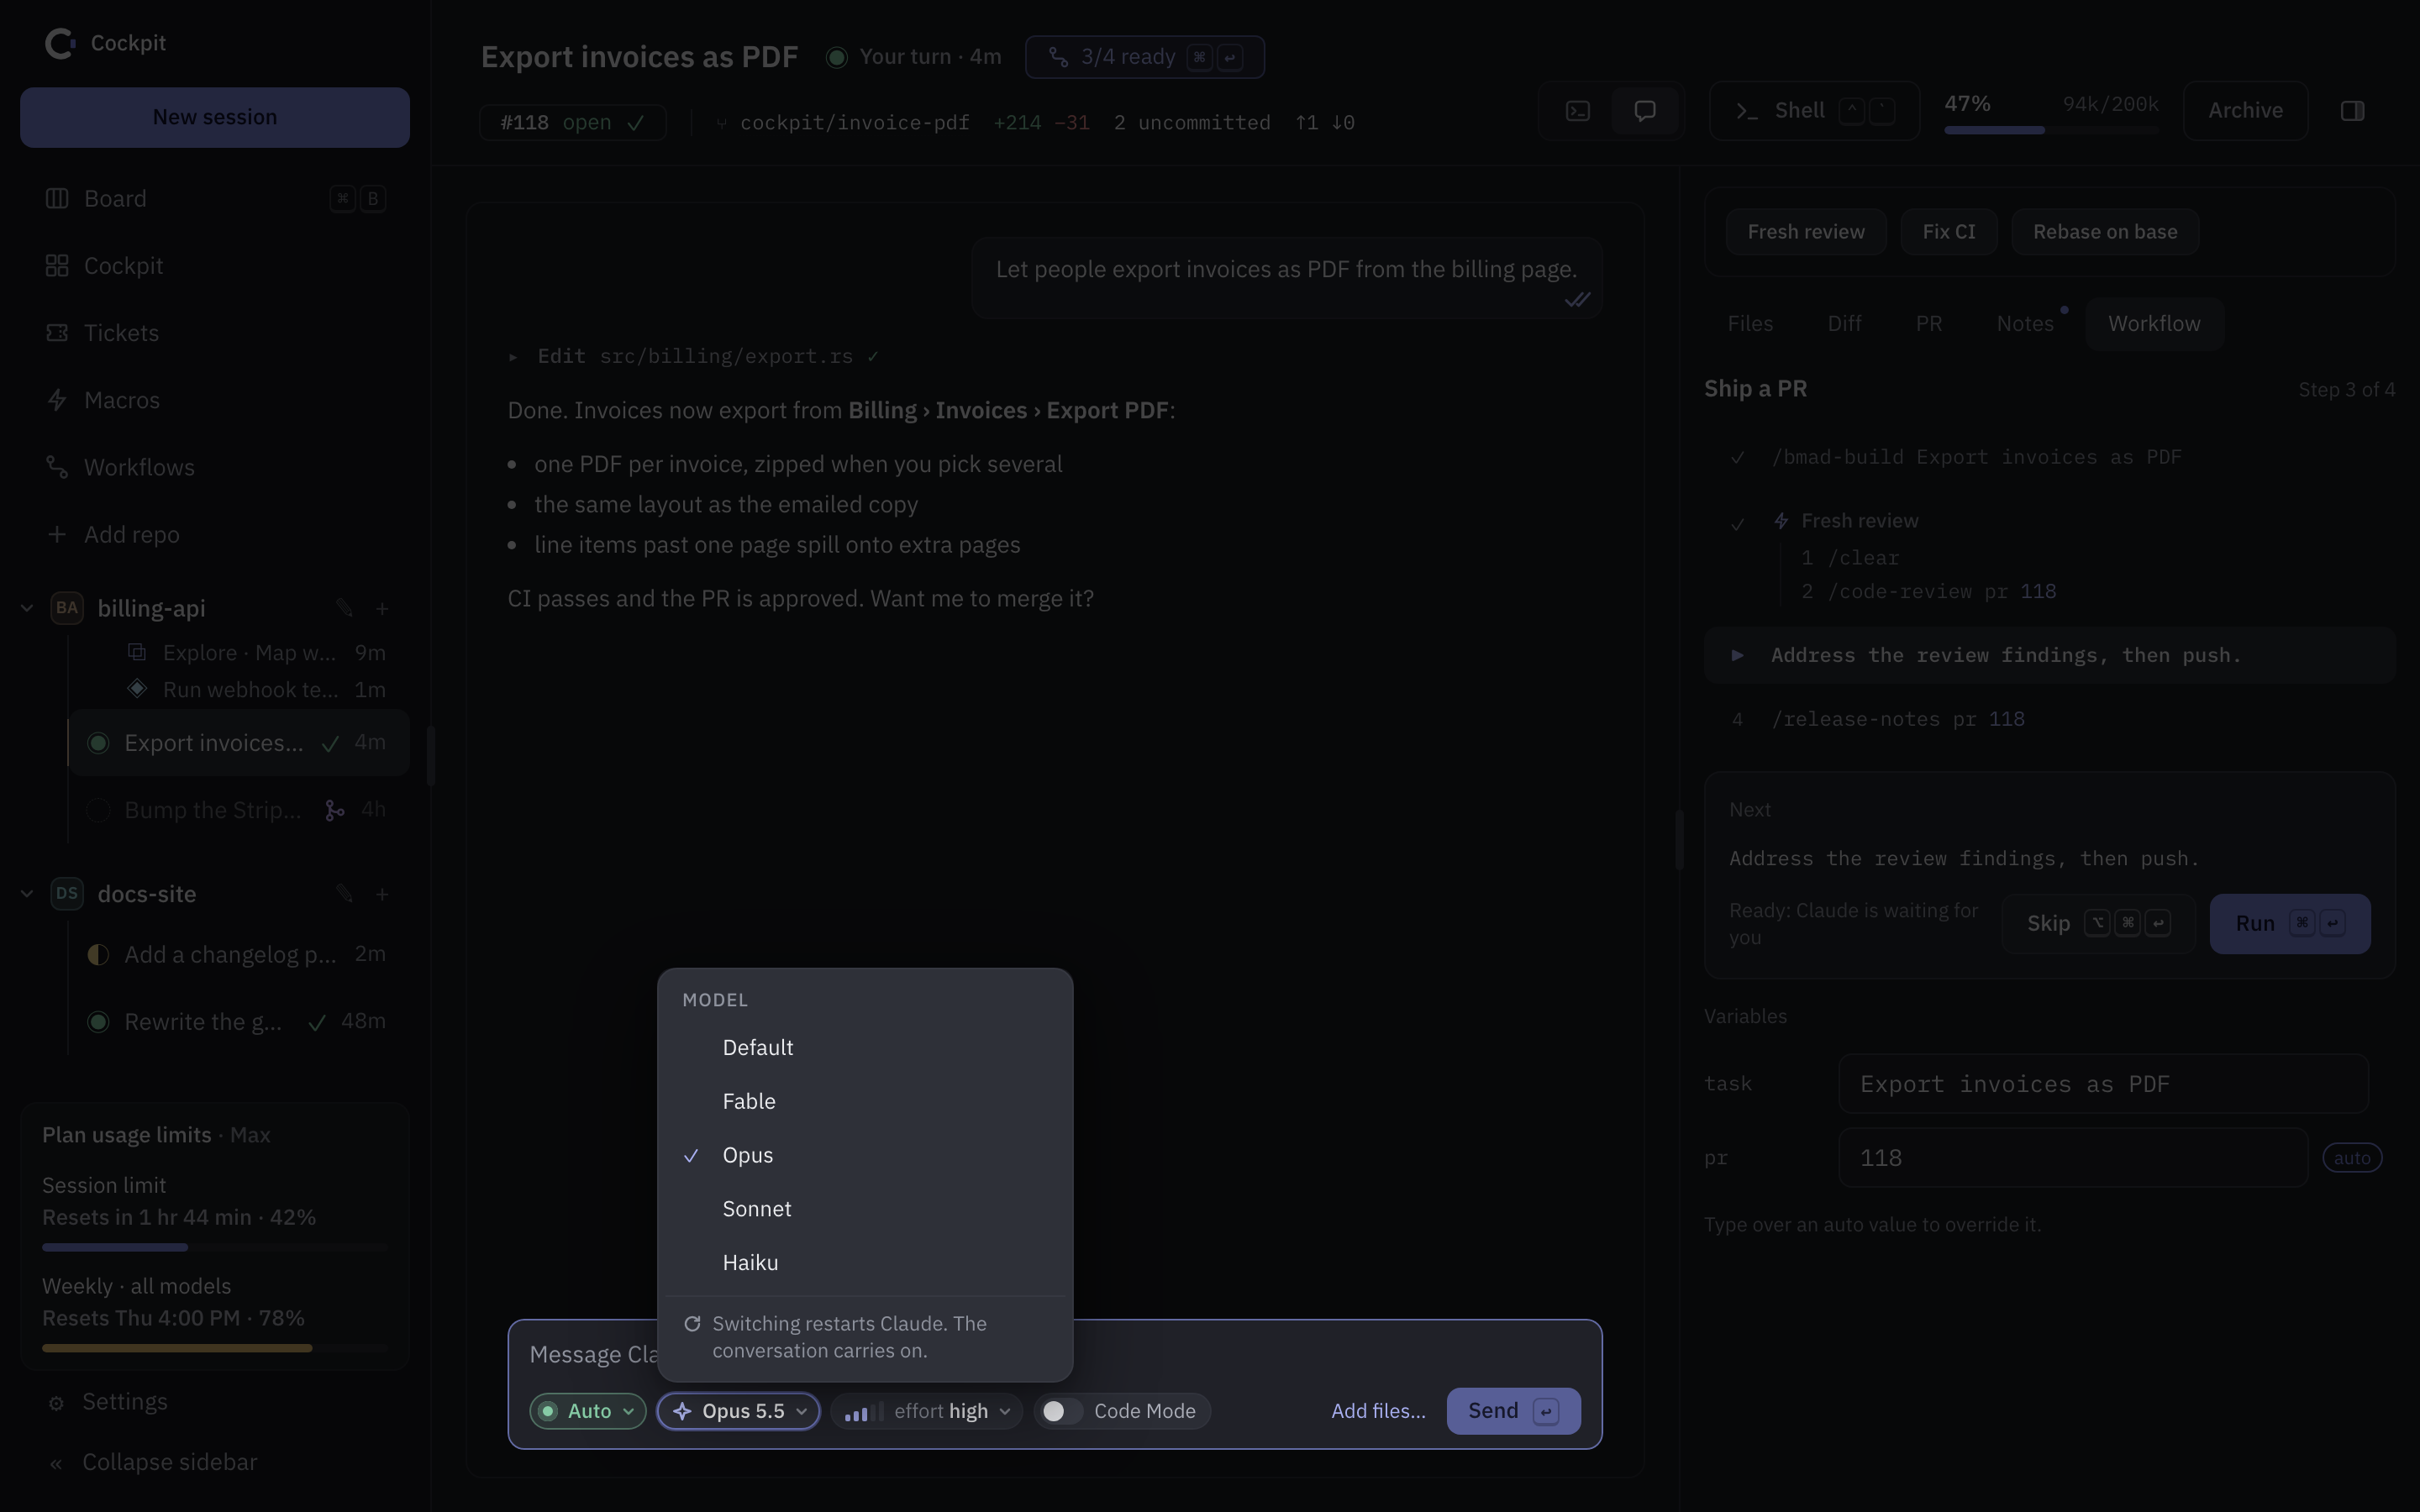 Cockpit
New session
Board ⌘ B
Cockpit
Tickets
Macros
Workflows
Add repo
BA billing-api
Explore · Map w... 9m
Run webhook te... 1m
Export invoices... 4m
Bump the Strip... 4h
DS docs-site
Add a changelog p... 2m
Rewrite the g... 48m
Plan usage limits · Max
Session limit
Resets in 1 hr 44 min · 42%
Weekly · all models
Resets Thu 4:00 PM · 78%
Settings
« Collapse sidebar
Export invoices as PDF Your turn · 4m 3/4 ready ⌘ ↩
#118 open ✓ cockpit/invoice-pdf +214 −31 2 uncommitted ↑1 ↓0
Shell ⌃ `
47% 94k/200k
Archive
Let people export invoices as PDF from the billing page.
▸ Edit src/billing/export.rs ✓
Done. Invoices now export from Billing › Invoices › Export PDF:
• one PDF per invoice, zipped when you pick several
• the same layout as the emailed copy
• line items past one page spill onto extra pages
CI passes and the PR is approved. Want me to merge it?
MODEL
Default
Fable
✓ Opus
Sonnet
Haiku
Switching restarts Claude. The
conversation carries on.
Message Cla
Auto Opus 5.5 effort high Code Mode Add files... Send ↩
Fresh review Fix CI Rebase on base
Files Diff PR Notes Workflow
Ship a PR Step 3 of 4
✓ /bmad-build Export invoices as PDF
✓ Fresh review
1 /clear
2 /code-review pr 118
Address the review findings, then push.
4 /release-notes pr 118
Next
Address the review findings, then push.
Ready: Claude is waiting for
you
Skip ⌥ ⌘ ↩ Run ⌘ ↩
Variables
task Export invoices as PDF
pr 118 auto
Type over an auto value to override it.